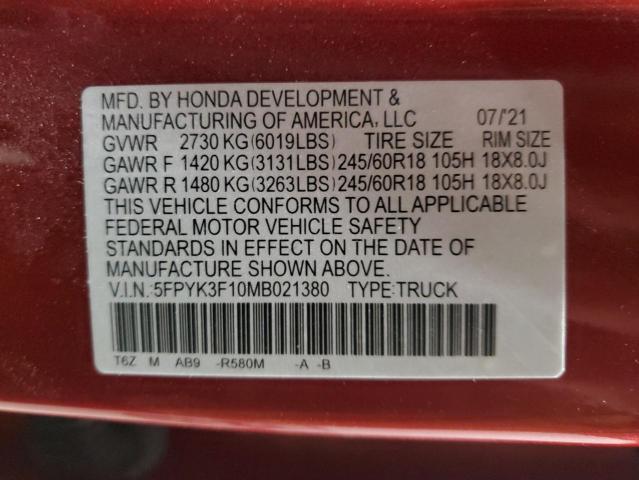 MFD. BY HONDA DEVELOPMENT &
MANUFACTURING OF AMERICA, LLC 07/'21
GVWR 2730 KG(6019LBS) TIRE SIZE RIM SIZE
GAWR F 1420 KG(3131LBS)245/60R18 105H 18X8.0J
GAWR R 1480 KG(3263LBS)245/60R18 105H 18X8.0J
THIS VEHICLE CONFORMS TO ALL APPLICABLE
FEDERAL MOTOR VEHICLE SAFETY
STANDARDS IN EFFECT ON THE DATE OF
MANUFACTURE SHOWN ABOVE.
V.I.N.:5FPYK3F10MB021380 TYPE:TRUCK
T6Z M AB9 -R580M -A -B